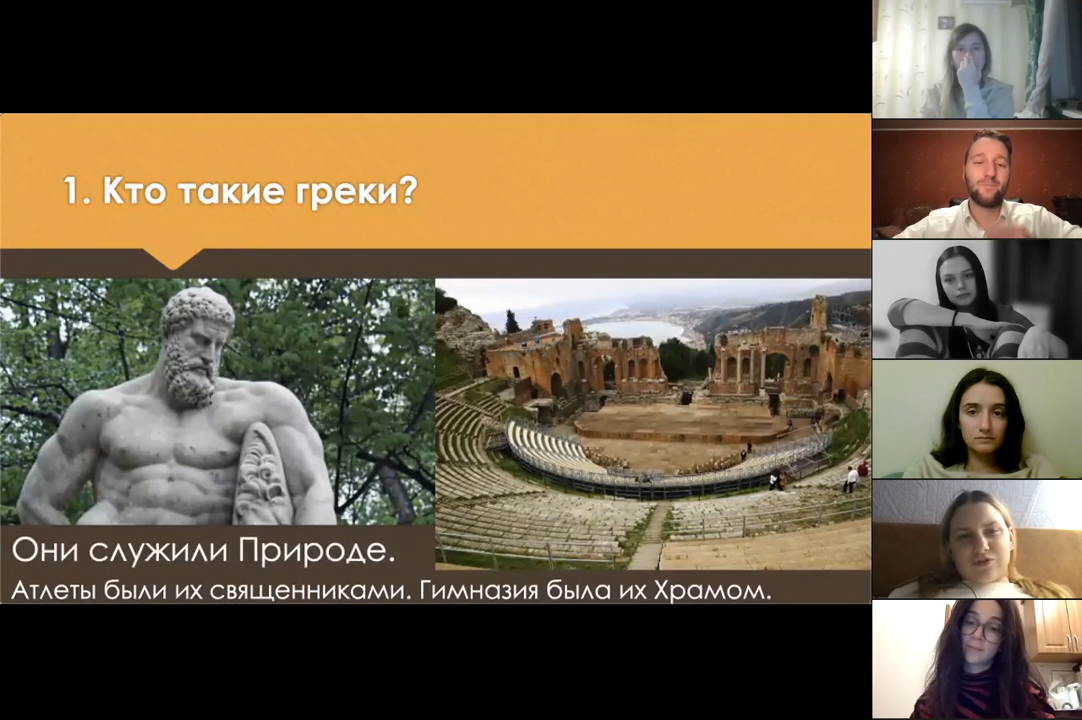 1. Кто такие греки?
Они служили Природе.
Атлеты были их священниками. Гимназия была их Храмом.